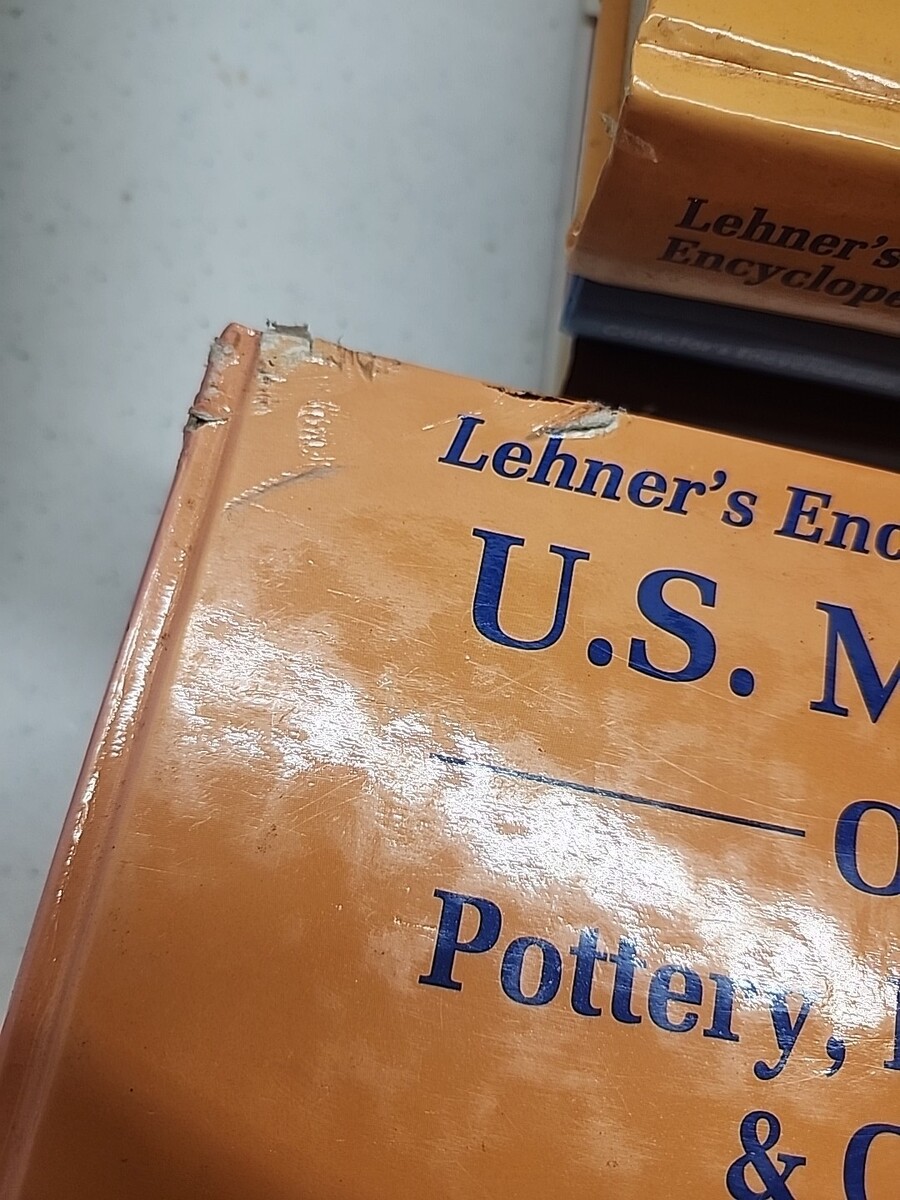 Lehner's
Encyclope
Lehner's Enc
U.S. M
O
Pottery,
& C